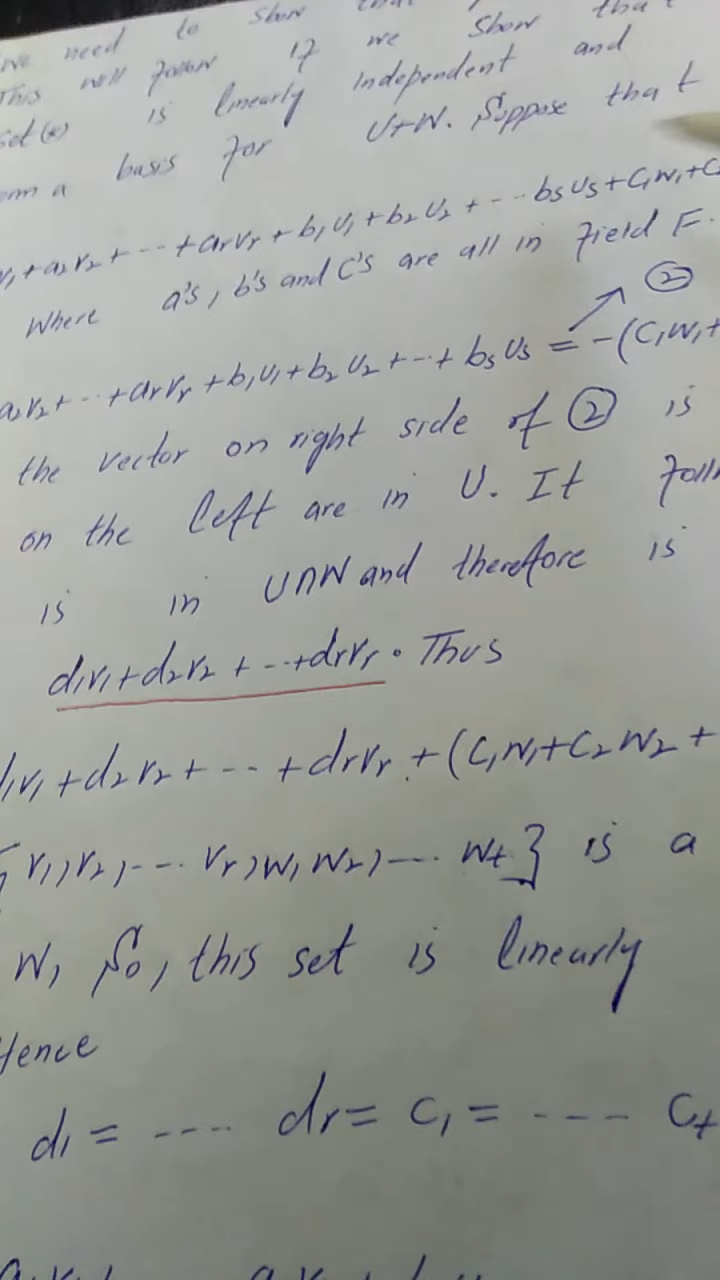 we need to show that
This will follow if we show that
set(*) is linearly independent and
a basis for U+W. Suppose that
v₁+a₂v₂+---+arvr+b₁u₁+b₂u₂+---bsus+c₁w₁+c₂
Where a's, b's and c's are all in field F.
②
a₂v₂+---+arvr+b₁u₁+b₂u₂+---+bsus=-(c₁w₁+
the vector on right side of ② is
on the left are in U. It foll
is in U∩W and therefore is
d₁v₁+d₂v₂+---+drvr. Thus
d₁v₁+d₂v₂+---+drvr+(c₁w₁+c₂w₂+
{v₁,v₂,--- vr,w₁,w₂,--- wt} is a
W, So, this set is linearly
Hence
d₁=---- dr=c₁=---- ct